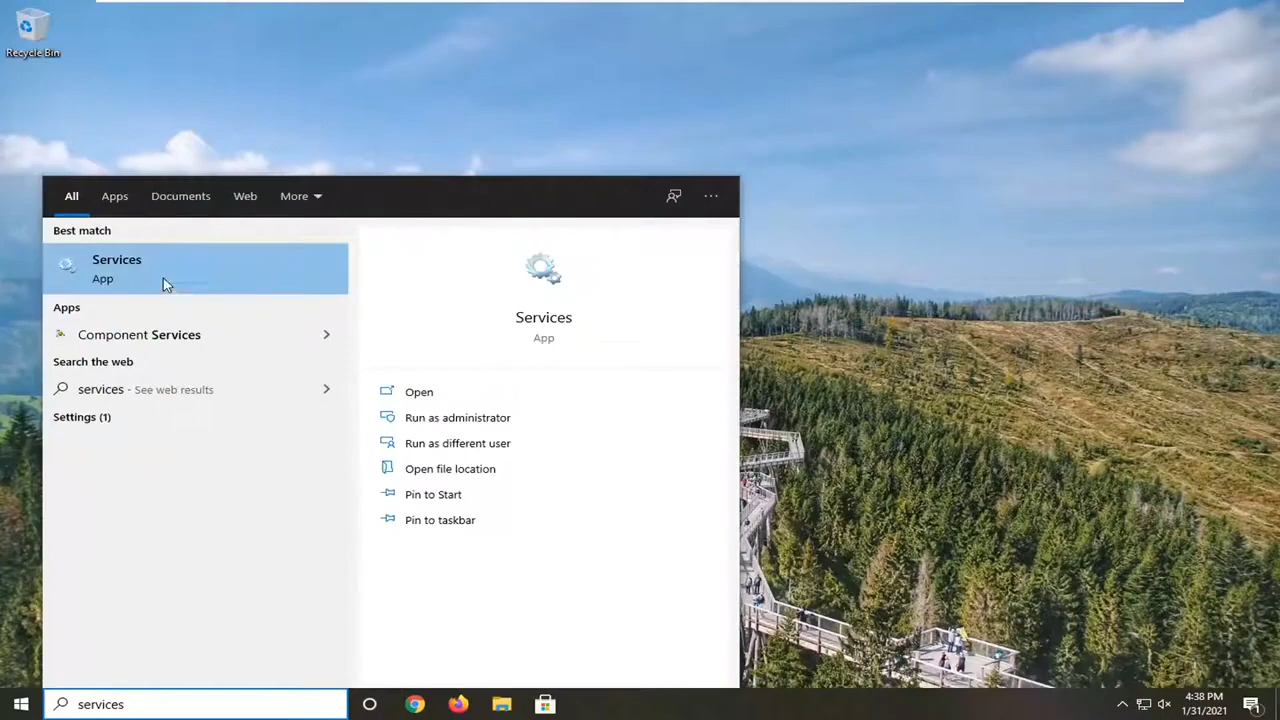 Recycle Bin
All Apps Documents Web More
Best match
Services
App
Apps
Component Services
Search the web
services - See web results
Settings (1)
Services
App
Open
Run as administrator
Run as different user
Open file location
Pin to Start
Pin to taskbar
services
4:38 PM
1/31/2021
1